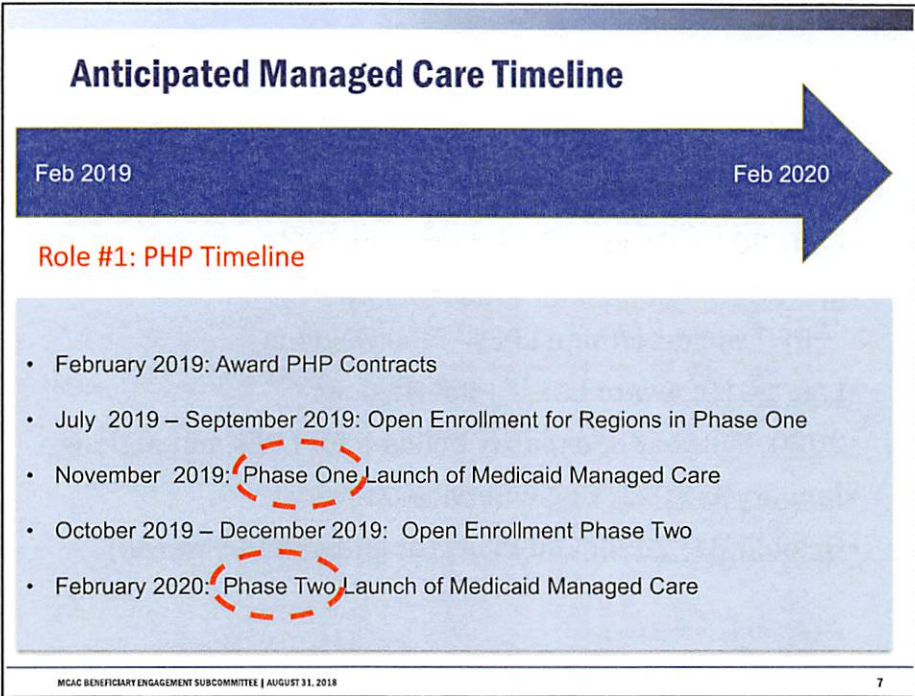 Anticipated Managed Care Timeline
Feb 2019 Feb 2020
Role #1: PHP Timeline
• February 2019: Award PHP Contracts
• July 2019 – September 2019: Open Enrollment for Regions in Phase One
• November 2019: Phase One Launch of Medicaid Managed Care
• October 2019 – December 2019: Open Enrollment Phase Two
• February 2020: Phase Two Launch of Medicaid Managed Care
MCAC BENEFICIARY ENGAGEMENT SUBCOMMITTEE | AUGUST 31, 2018 7